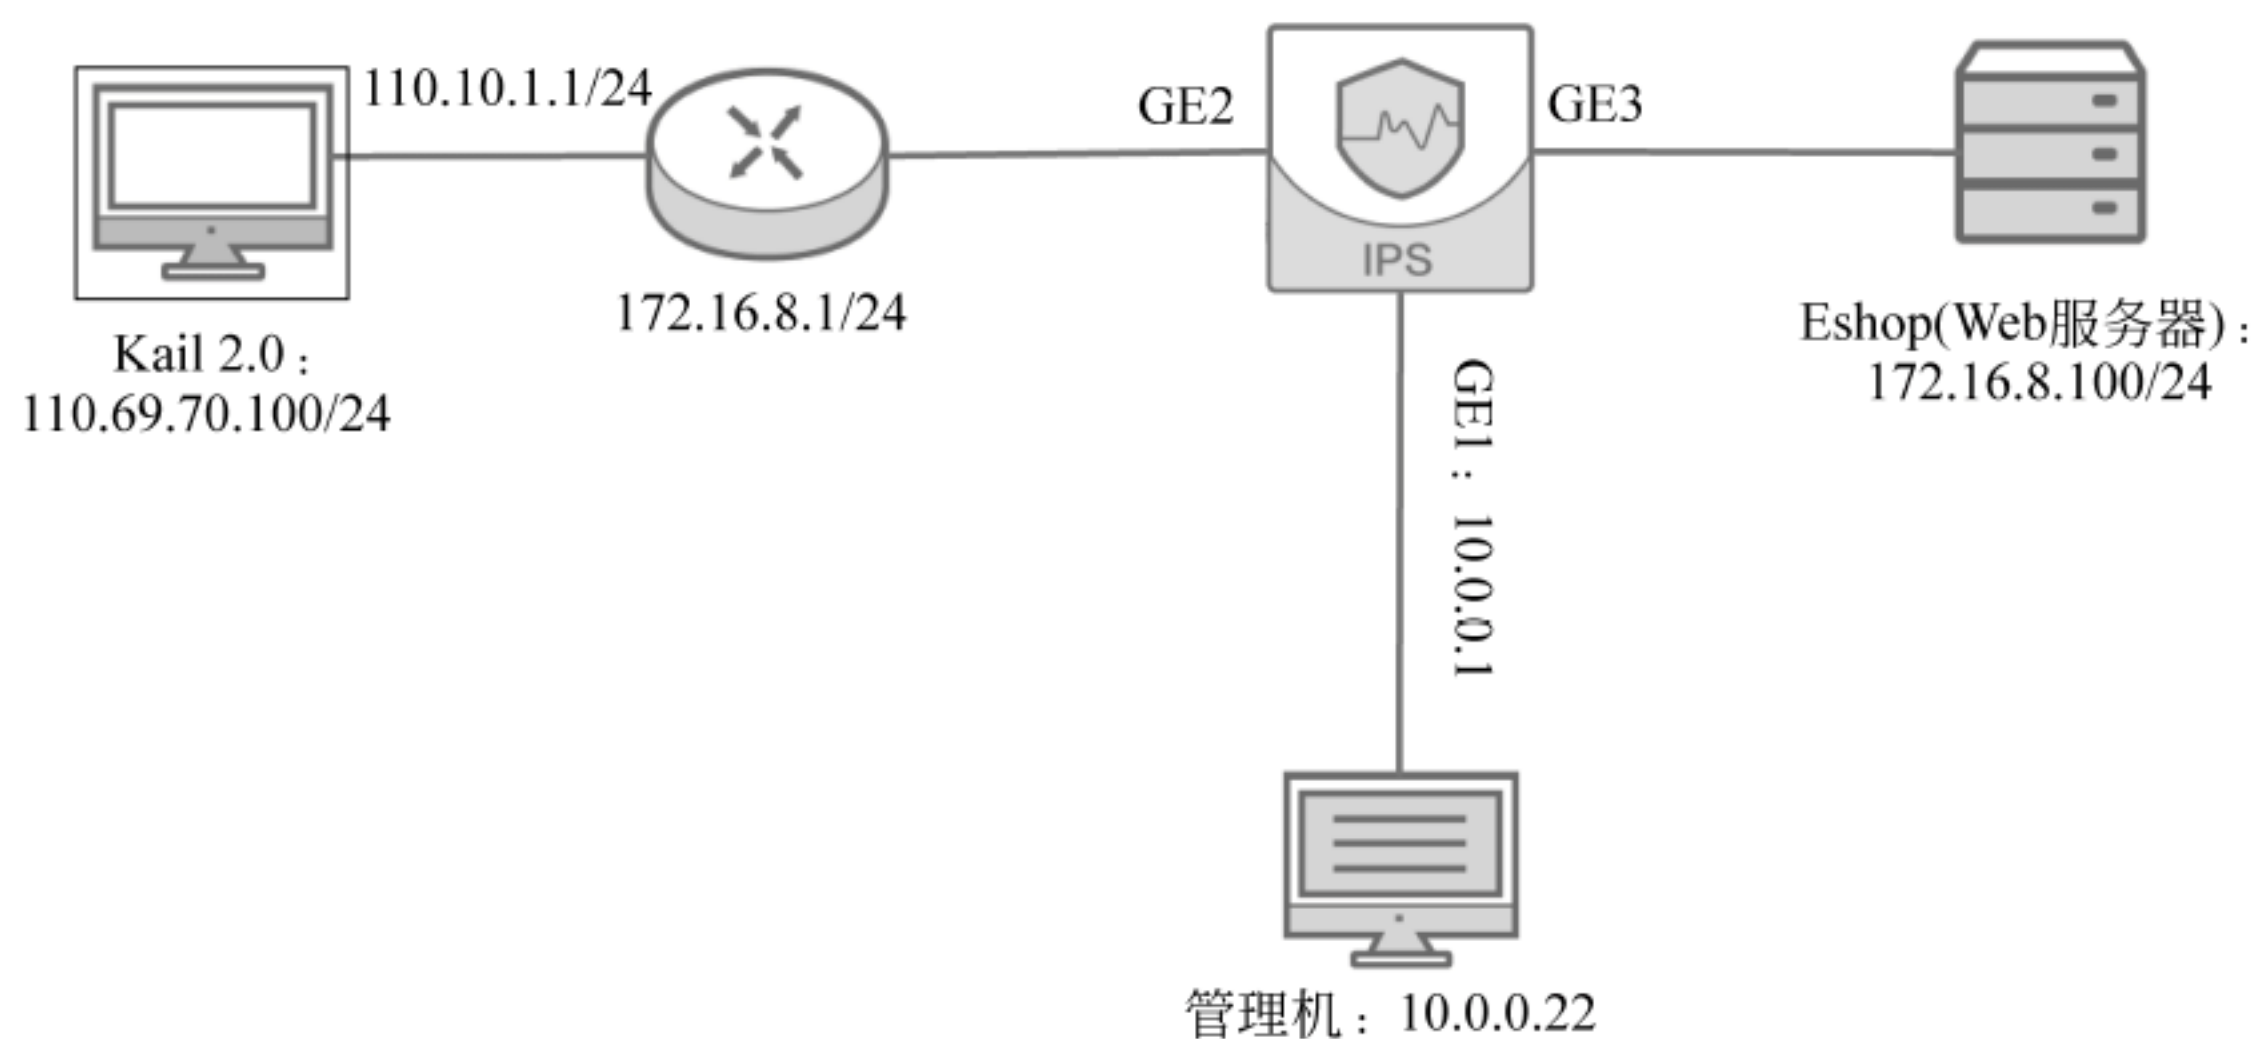 110.10.1.1/24
GE2
GE3
IPS
172.16.8.1/24
Kail 2.0：
110.69.70.100/24
Eshop(Web服务器)：
172.16.8.100/24
GE1：10.0.0.1
管理机：10.0.0.22